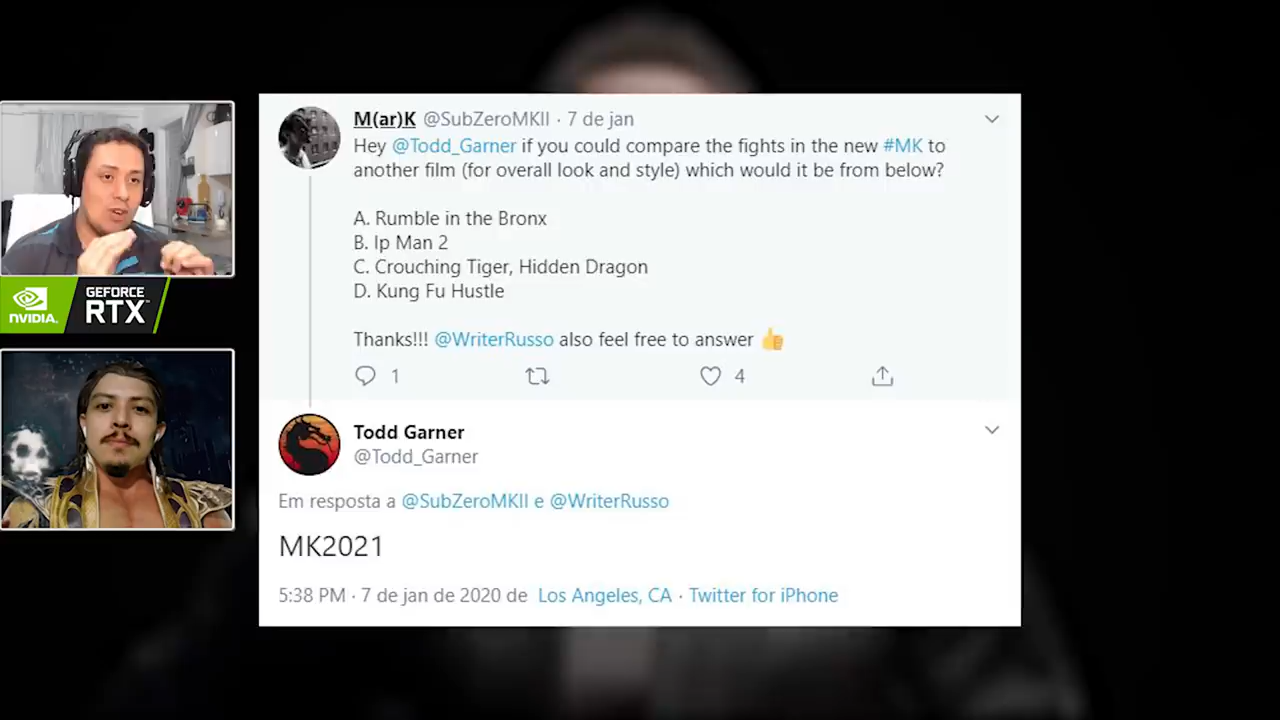 M(ar)K @SubZeroMKII · 7 de jan
Hey @Todd_Garner if you could compare the fights in the new #MK to
another film (for overall look and style) which would it be from below?
A. Rumble in the Bronx
B. Ip Man 2
C. Crouching Tiger, Hidden Dragon
D. Kung Fu Hustle
Thanks!!! @WriterRusso also feel free to answer 👍
1
4
Todd Garner
@Todd_Garner
Em resposta a @SubZeroMKII e @WriterRusso
MK2021
5:38 PM · 7 de jan de 2020 de Los Angeles, CA · Twitter for iPhone
NVIDIA.
GEFORCE
RTX™